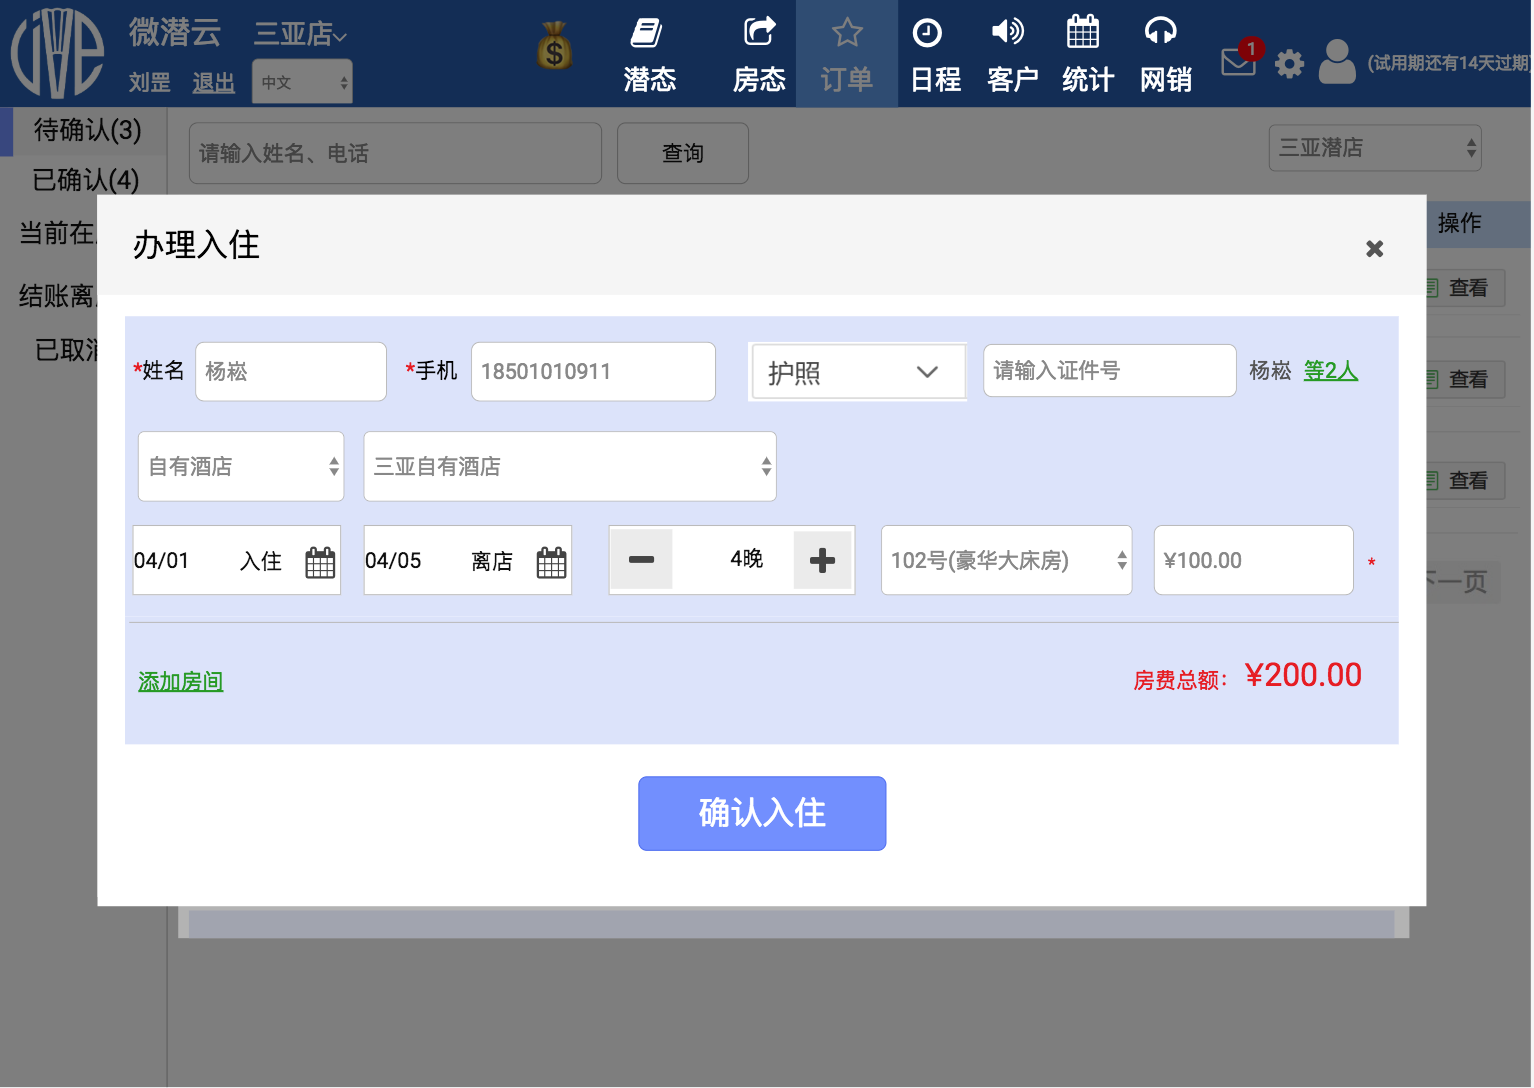 微潜云 三亚店
刘罡 退出 中文
潜态 房态 订单 日程 客户 统计 网销
1
(试用期还有14天过期
待确认(3)
已确认(4)
当前在
结账离
已取消
请输入姓名、电话 查询 三亚潜店
操作
查看
查看
查看
下一页
办理入住
*姓名 杨崧 *手机 18501010911 护照 请输入证件号 杨崧 等2人
自有酒店 三亚自有酒店
04/01 入住 04/05 离店 4晚 102号(豪华大床房) ¥100.00 *
添加房间 房费总额: ¥200.00
确认入住